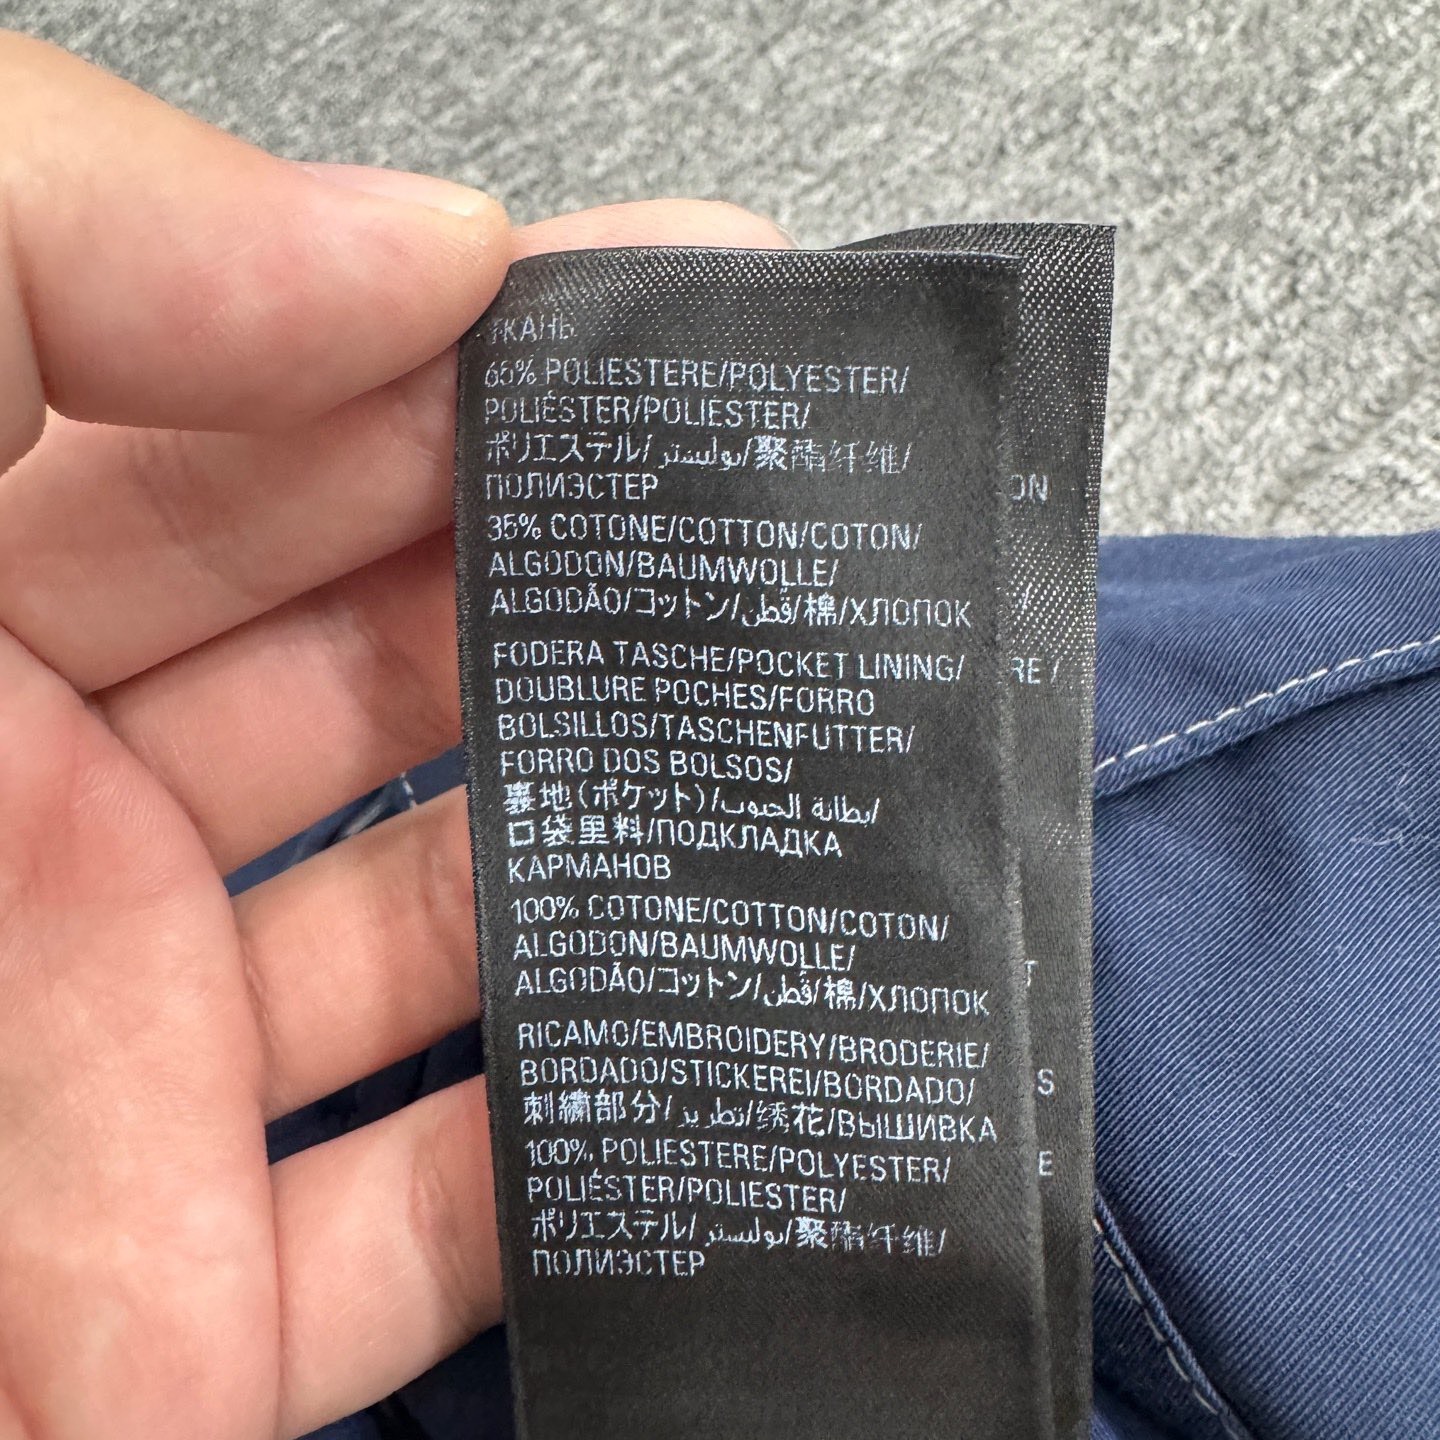 ТКАНЬ
65% POLIESTERE/POLYESTER/
POLIÉSTER/POLIESTER/
ポリエステル/بوليستر/聚酯纤维/
ПОЛИЭСТЕР
35% COTONE/COTTON/COTON/
ALGODON/BAUMWOLLE/
ALGODÃO/コットン/قطن/棉/ХЛОПОК
FODERA TASCHE/POCKET LINING/
DOUBLURE POCHES/FORRO
BOLSILLOS/TASCHENFUTTER/
FORRO DOS BOLSOS/
裏地(ポケット)/بطانة الجيوب/
口袋里料/ПОДКЛАДКА
КАРМАНОВ
100% COTONE/COTTON/COTON/
ALGODON/BAUMWOLLE/
ALGODÃO/コットン/قطن/棉/ХЛОПОК
RICAMO/EMBROIDERY/BRODERIE/
BORDADO/STICKEREI/BORDADO/
刺繍部分/تطريز/绣花/ВЫШИВКА
100% POLIESTERE/POLYESTER/
POLIÉSTER/POLIESTER/
ポリエステル/بوليستر/聚酯纤维/
ПОЛИЭСТЕР
ON
RE /
T
S
E